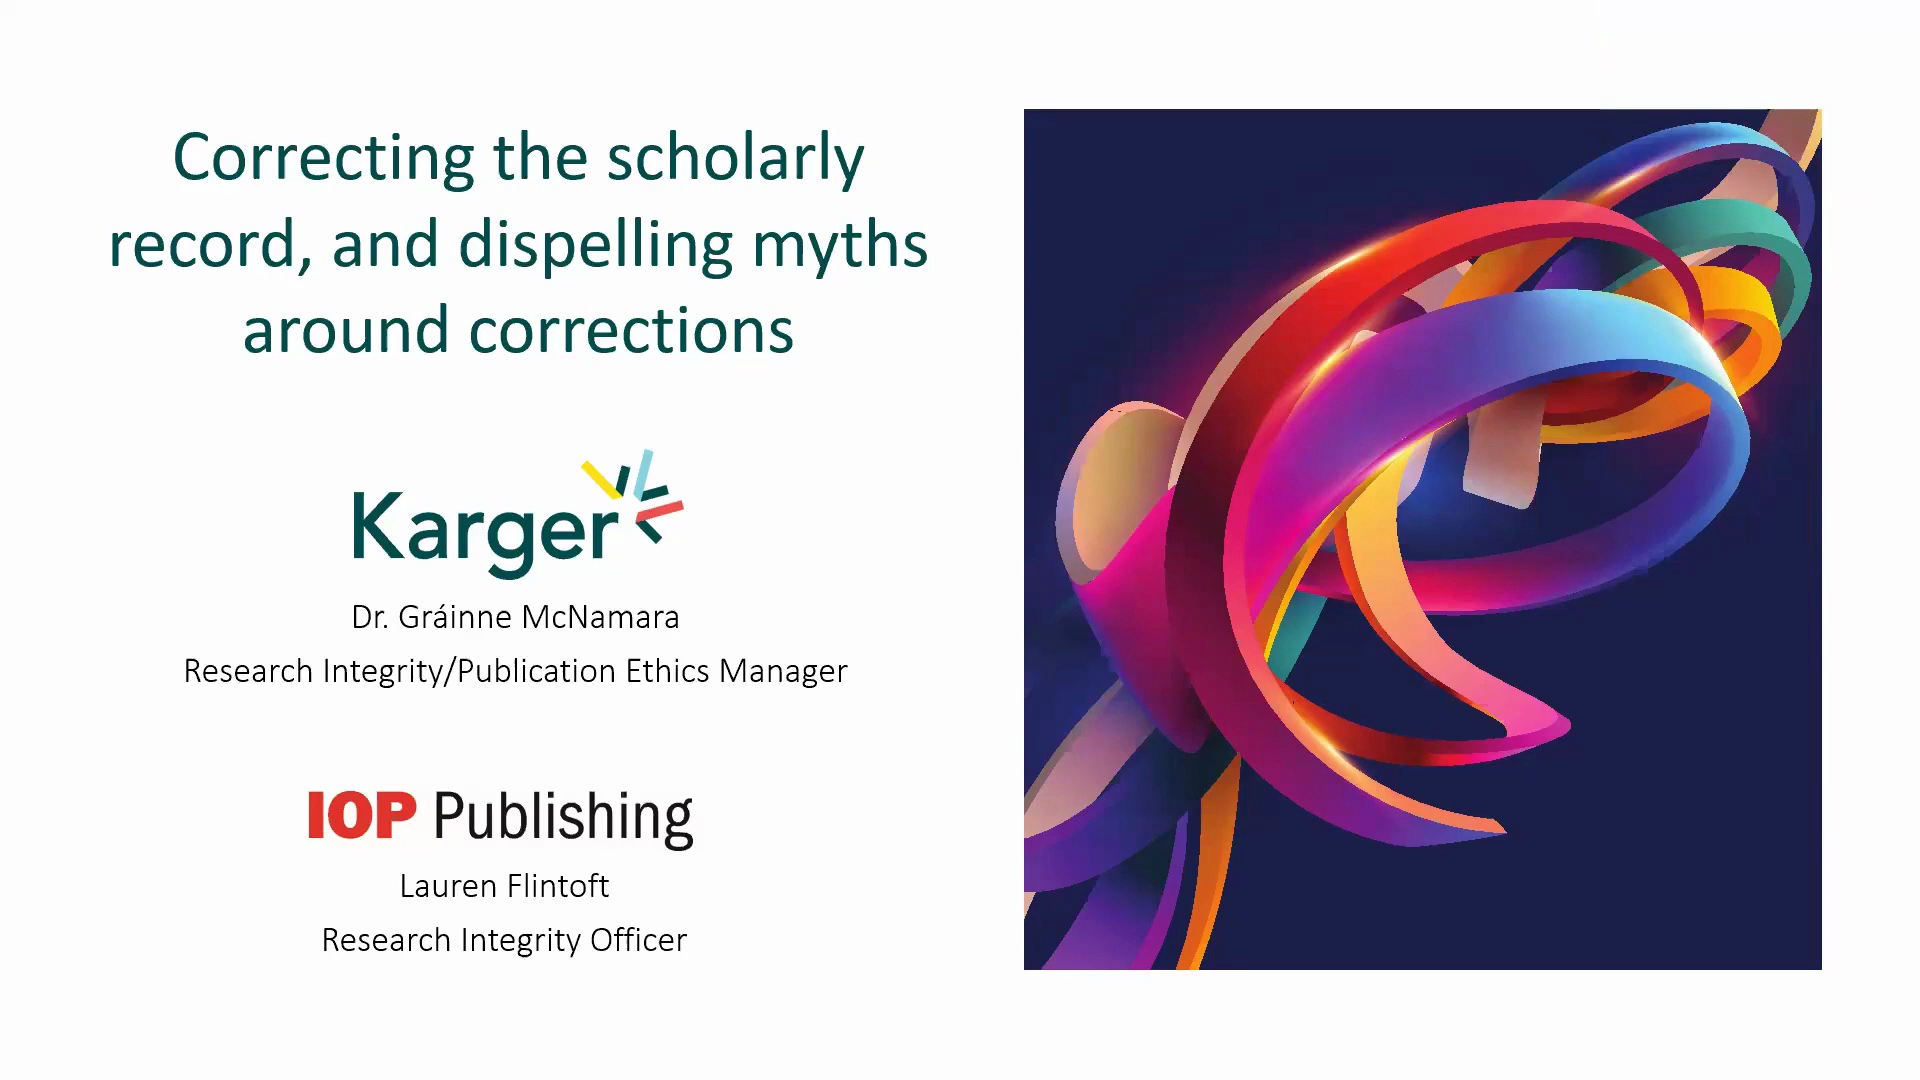 Correcting the scholarly
record, and dispelling myths
around corrections
Karger
Dr. Gráinne McNamara
Research Integrity/Publication Ethics Manager
IOP Publishing
Lauren Flintoft
Research Integrity Officer